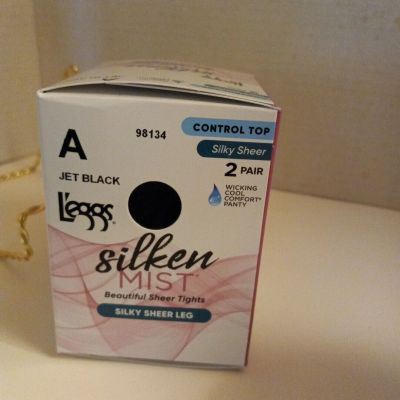 A
98134
CONTROL TOP
Silky Sheer
2 PAIR
JET BLACK
WICKING
COOL
COMFORT*
PANTY
L'eggs®
silken
MIST™
Beautiful Sheer Tights
SILKY SHEER LEG